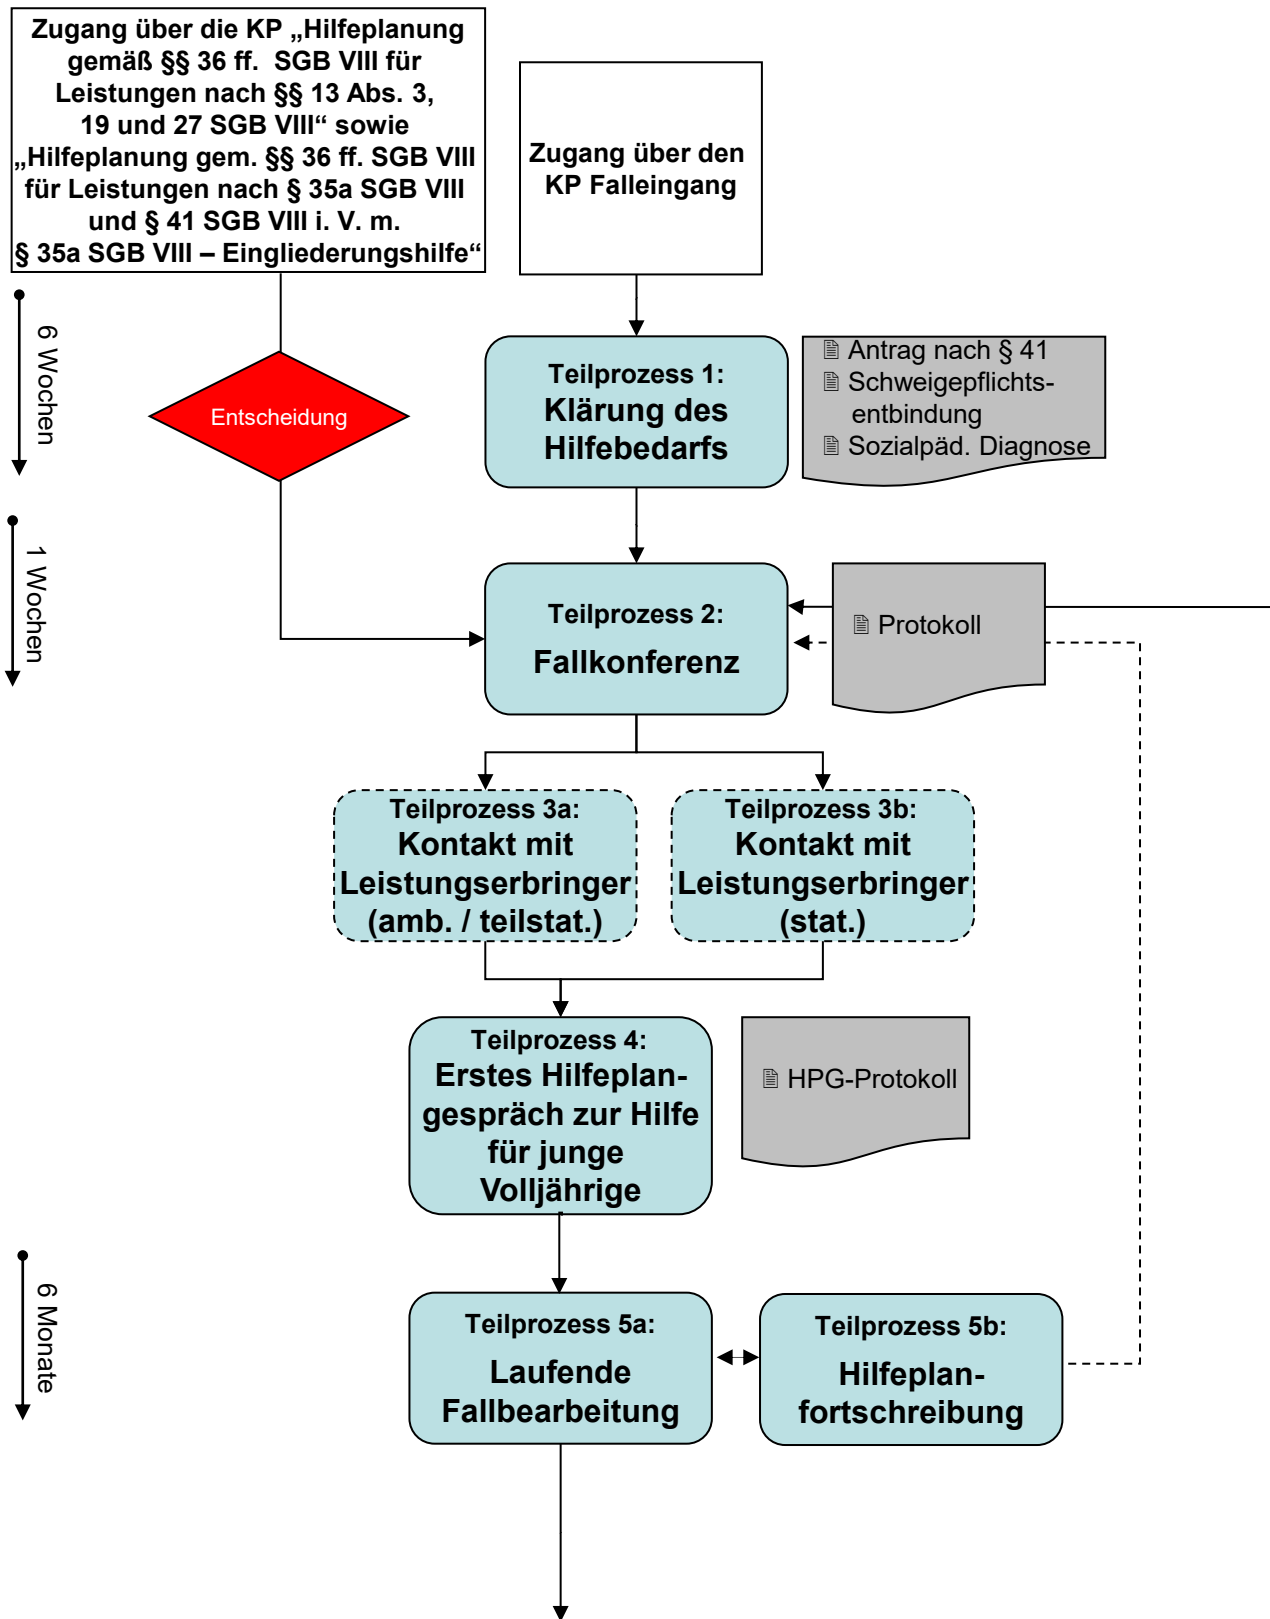 Zugang über die KP „Hilfeplanung
gemäß §§ 36 ff. SGB VIII für
Leistungen nach §§ 13 Abs. 3,
19 und 27 SGB VIII“ sowie
„Hilfeplanung gem. §§ 36 ff. SGB VIII
für Leistungen nach § 35a SGB VIII
und § 41 SGB VIII i. V. m.
§ 35a SGB VIII – Eingliederungshilfe“
Zugang über den
KP Falleingang
6 Wochen
Entscheidung
Teilprozess 1:
Klärung des
Hilfebedarfs
Antrag nach § 41
Schweigepflichts-
entbindung
Sozialpäd. Diagnose
1 Wochen
Teilprozess 2:
Fallkonferenz
Protokoll
Teilprozess 3a:
Kontakt mit
Leistungserbringer
(amb. / teilstat.)
Teilprozess 3b:
Kontakt mit
Leistungserbringer
(stat.)
Teilprozess 4:
Erstes Hilfeplan-
gespräch zur Hilfe
für junge
Volljährige
HPG-Protokoll
6 Monate
Teilprozess 5a:
Laufende
Fallbearbeitung
Teilprozess 5b:
Hilfeplan-
fortschreibung